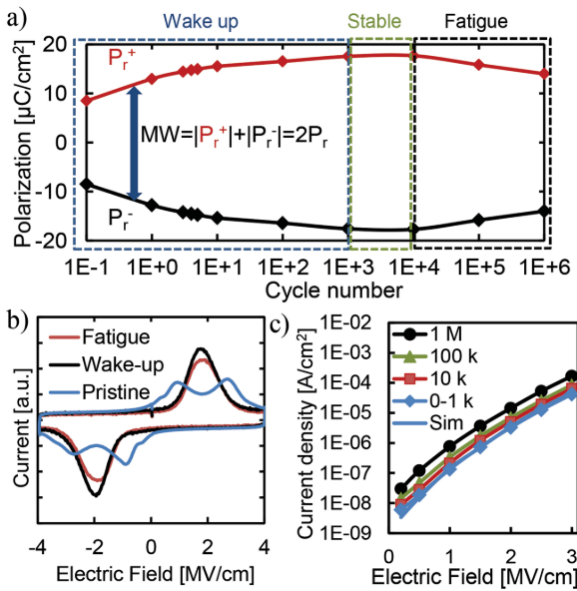 a)
Wake up
Stable
Fatigue
Polarization [µC/cm²]
20
10
0
-10
-20
Pr⁺
MW=|Pr⁺|+|Pr⁻|=2Pr
Pr⁻
1E-1 1E+0 1E+1 1E+2 1E+3 1E+4 1E+5 1E+6
Cycle number
b)
Fatigue
Wake-up
Pristine
Current [a.u.]
-4 -2 0 2 4
Electric Field [MV/cm]
c)
Current density [A/cm²]
1E-02
1E-03
1E-04
1E-05
1E-06
1E-07
1E-08
1E-09
1 M
100 k
10 k
0-1 k
Sim
0 1 2 3
Electric Field [MV/cm]